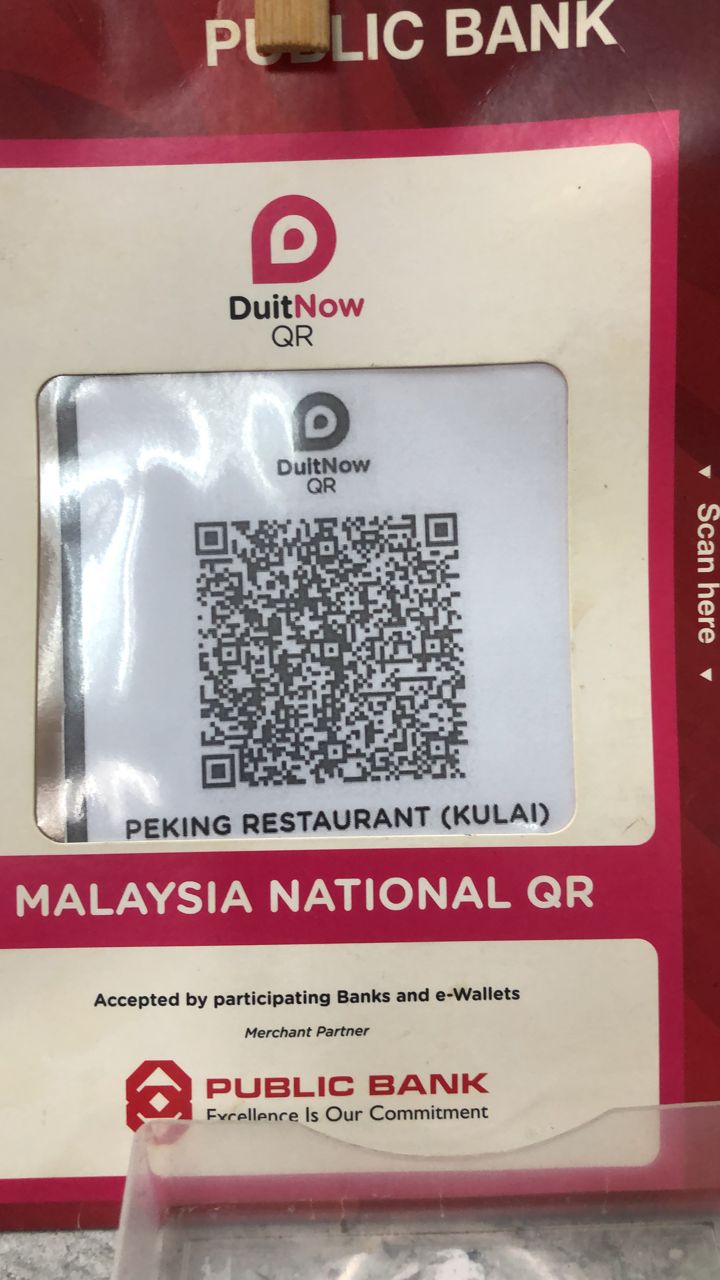 PUBLIC BANK
DuitNow
QR
DuitNow
QR
PEKING RESTAURANT (KULAI)
Scan here
MALAYSIA NATIONAL QR
Accepted by participating Banks and e-Wallets
Merchant Partner
PUBLIC BANK
Excellence Is Our Commitment